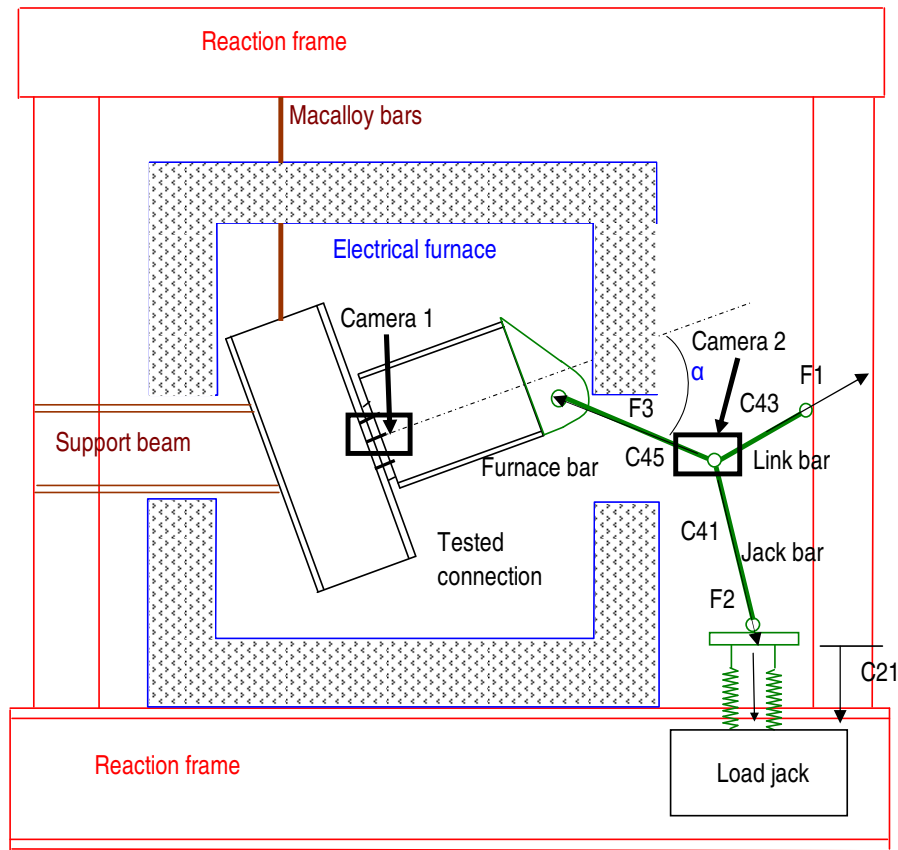 Reaction frame
Macalloy bars
Electrical furnace
Camera 1
Camera 2
α
F1
F3
C43
Support beam
C45
Link bar
Furnace bar
C41
Tested
connection
Jack bar
F2
C21
Reaction frame
Load jack